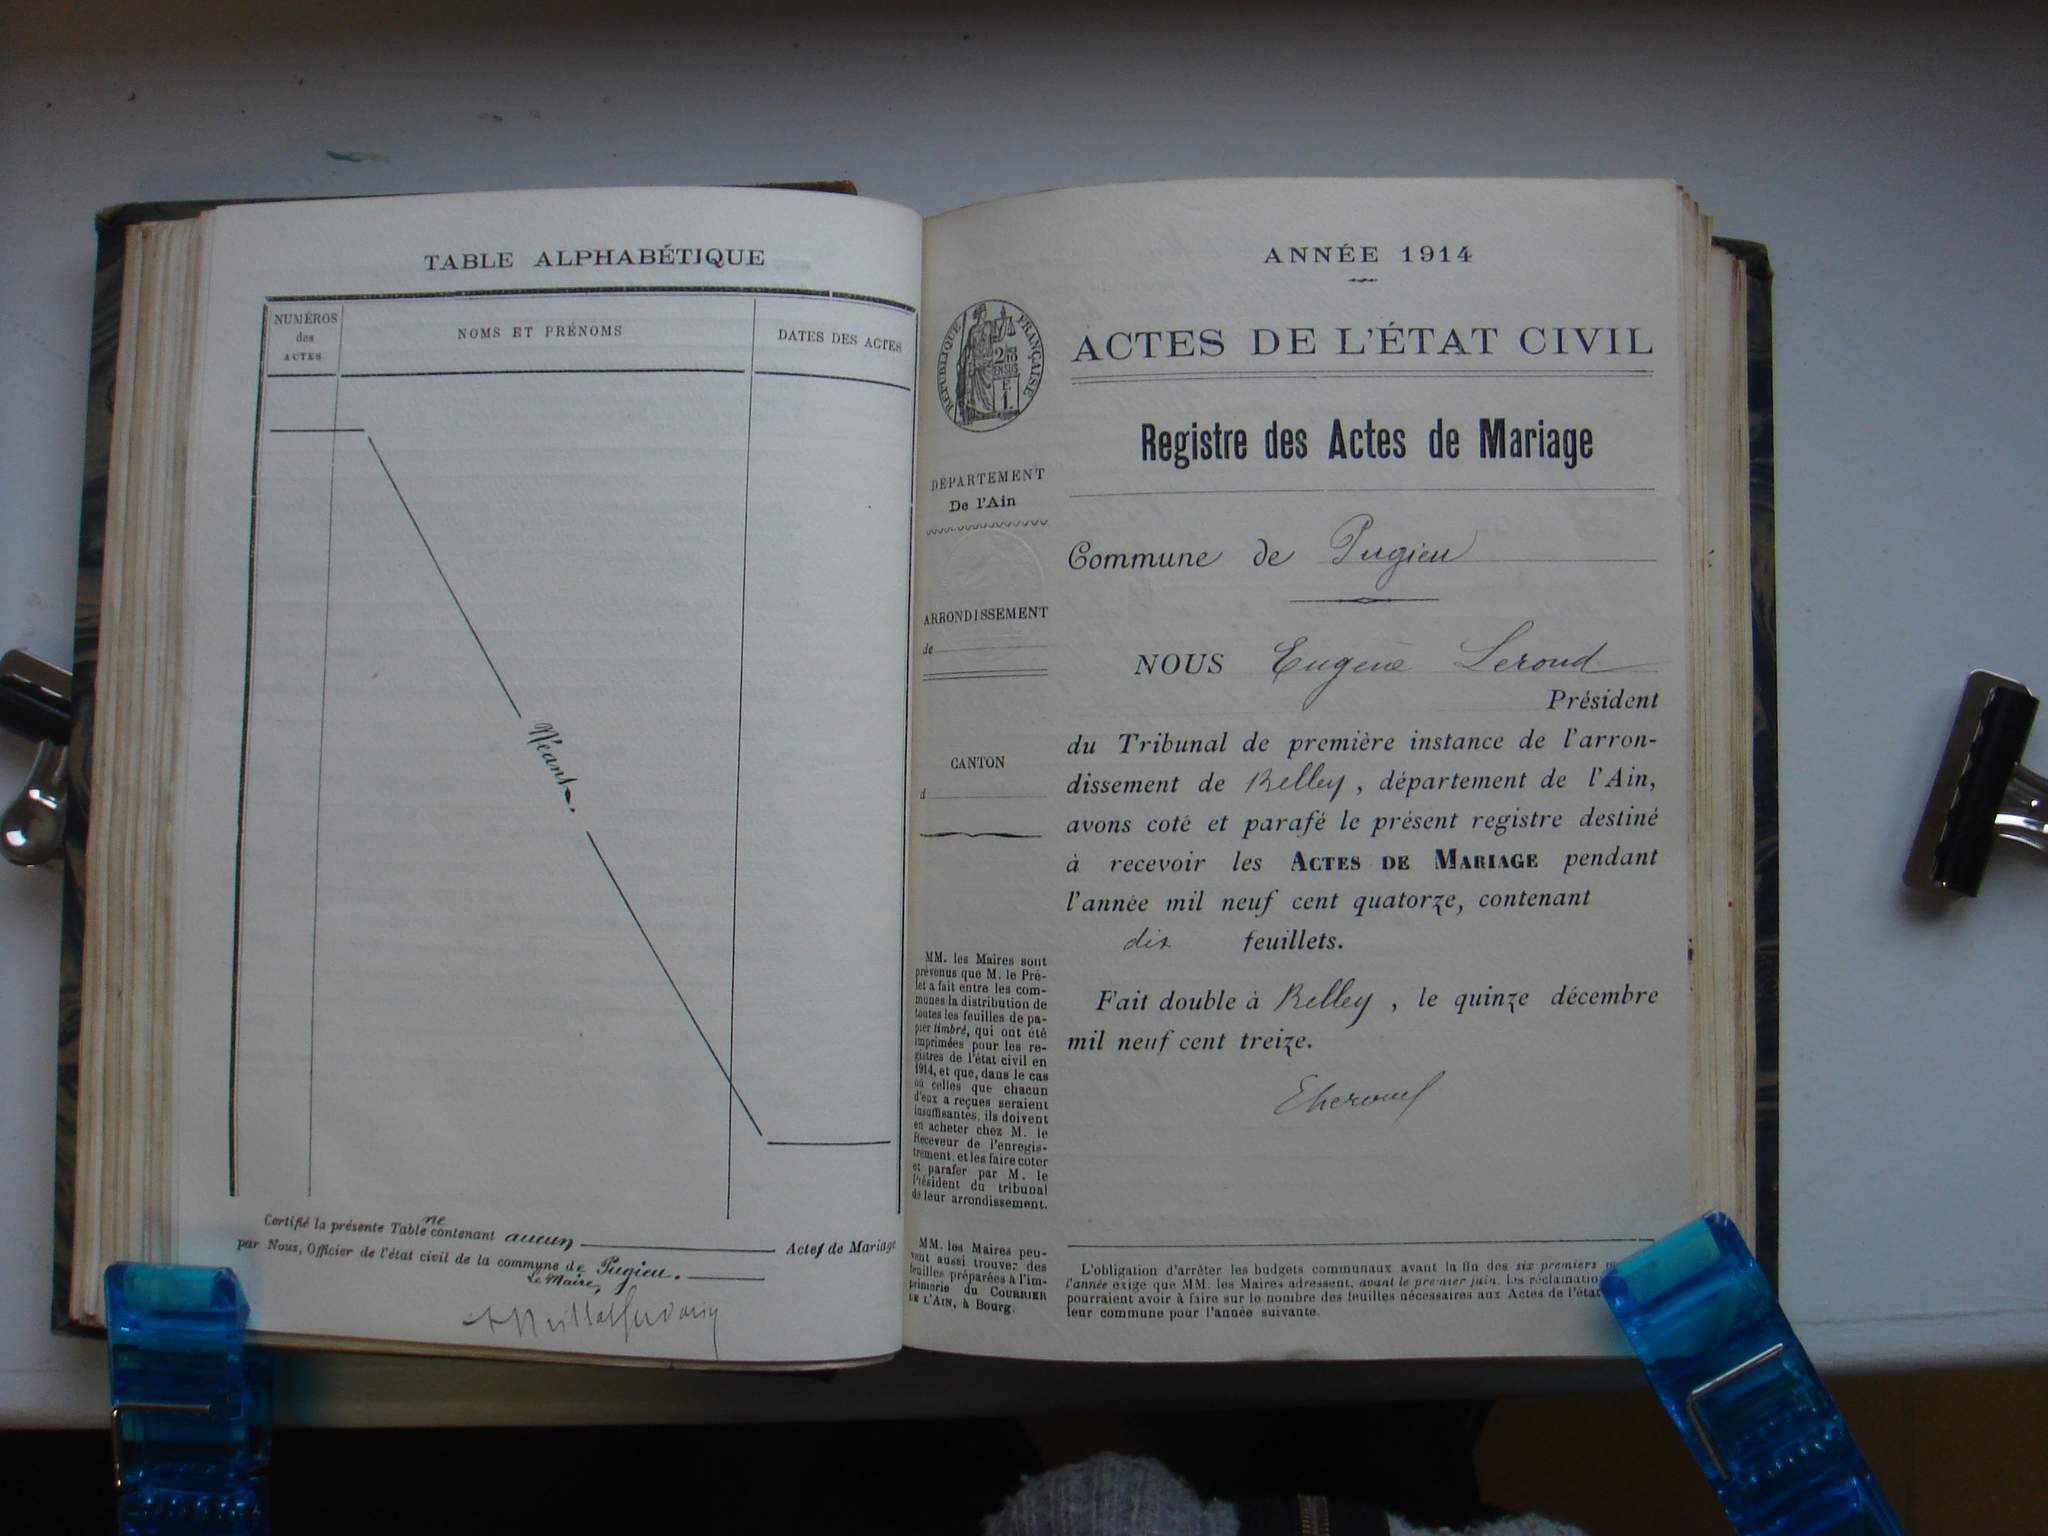 TABLE ALPHABÉTIQUE
NUMÉROS
des
ACTES
NOMS ET PRÉNOMS
DATES DES ACTES
Néant.
ne
Certifié la présente Table contenant aucun Actes de Mariage
par Nous, Officier de l'état civil de la commune de Pugieu.
Le Maire,
ANNÉE 1914
RÉPUBLIQUE FRANÇAISE
ACTES DE L'ÉTAT CIVIL
Registre des Actes de Mariage
DÉPARTEMENT
De l'Ain
ARRONDISSEMENT
de
CANTON
d
MM. les Maires sont
prévenus que M. le Pré-
fet a fait entre les com-
munes la distribution de
toutes les feuilles de pa-
pier timbré, qui ont été
imprimées pour les re-
gistres de l'état civil en
1914, et que, dans le cas
où celles que chacun
d'eux a reçues seraient
insuffisantes, ils doivent
en acheter chez M. le
Receveur de l'enregis-
trement, et les faire coter
et parafer par M. le
Président du tribunal
de leur arrondissement.
MM. les Maires peu-
vent aussi trouver des
feuilles préparées à l'im-
primerie du COURRIER
DE L'AIN, à Bourg.
Commune de Pugieu
NOUS Eugène Leroud
Président
du Tribunal de première instance de l'arron-
dissement de Belley, département de l'Ain,
avons coté et parafé le présent registre destiné
à recevoir les ACTES DE MARIAGE pendant
l'année mil neuf cent quatorze, contenant
dix feuillets.
Fait double à Belley, le quinze décembre
mil neuf cent treize.
L'obligation d'arrêter les budgets communaux avant la fin des six premiers
l'année exige que MM. les Maires adressent, avant le premier juin, les
pourraient avoir à faire sur le nombre des feuilles nécessaires aux Actes de l'état
leur commune pour l'année suivante.